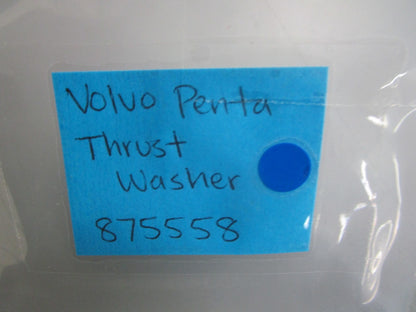 Volvo Penta
Thrust
Washer
875558